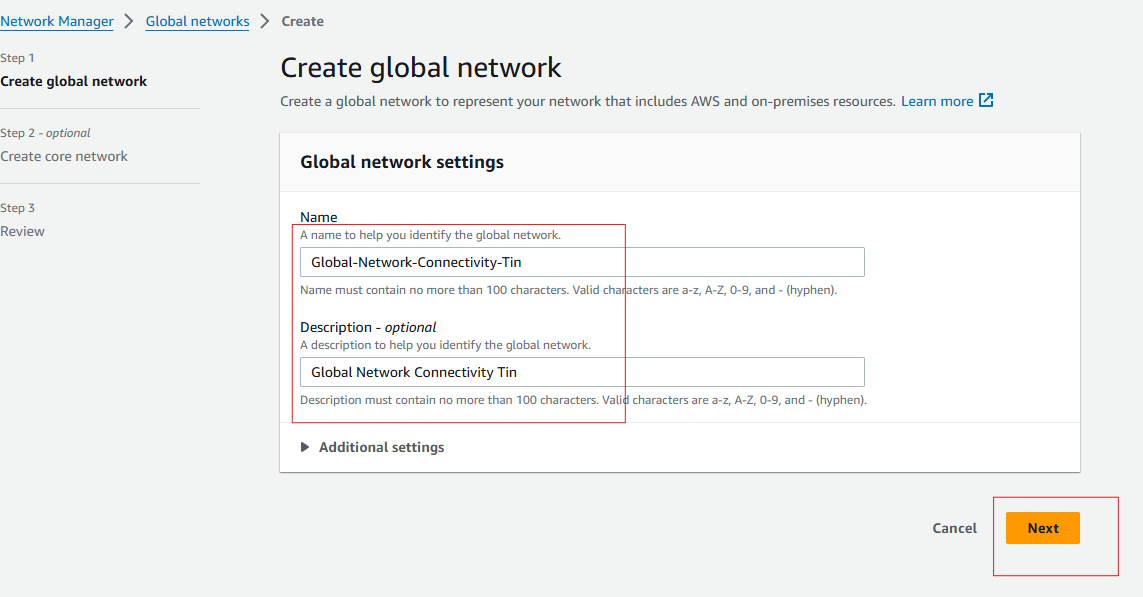 Network Manager > Global networks > Create
Step 1
Create global network
Step 2 - optional
Create core network
Step 3
Review
Create global network
Create a global network to represent your network that includes AWS and on-premises resources. Learn more
Global network settings
Name
A name to help you identify the global network.
Global-Network-Connectivity-Tin
Name must contain no more than 100 characters. Valid characters are a-z, A-Z, 0-9, and - (hyphen).
Description - optional
A description to help you identify the global network.
Global Network Connectivity Tin
Description must contain no more than 100 characters. Valid characters are a-z, A-Z, 0-9, and - (hyphen).
Additional settings
Cancel
Next